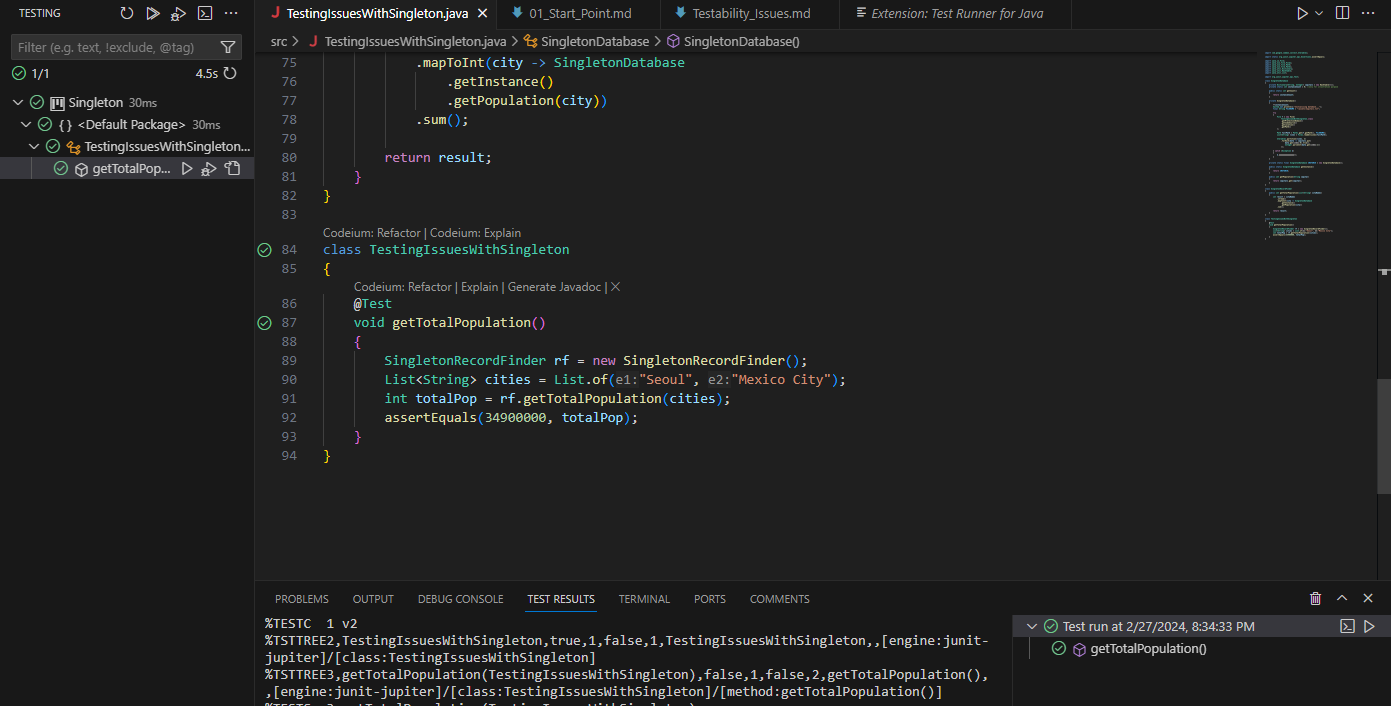 TESTING
Filter (e.g. text, !exclude, @tag)
1/1
4.5s
Singleton 30ms
{ } <Default Package> 30ms
TestingIssuesWithSingleton...
getTotalPop...
TestingIssuesWithSingleton.java
01_Start_Point.md
Testability_Issues.md
Extension: Test Runner for Java
src > J TestingIssuesWithSingleton.java > SingletonDatabase > SingletonDatabase()
75 .mapToInt(city -> SingletonDatabase
76 .getInstance()
77 .getPopulation(city))
78 .sum();
79
80 return result;
81 }
82 }
83
Codeium: Refactor | Codeium: Explain
84 class TestingIssuesWithSingleton
85 {
Codeium: Refactor | Explain | Generate Javadoc | X
86 @Test
87 void getTotalPopulation()
88 {
89 SingletonRecordFinder rf = new SingletonRecordFinder();
90 List<String> cities = List.of(e1:"Seoul", e2:"Mexico City");
91 int totalPop = rf.getTotalPopulation(cities);
92 assertEquals(34900000, totalPop);
93 }
94 }
PROBLEMS OUTPUT DEBUG CONSOLE TEST RESULTS TERMINAL PORTS COMMENTS
%TESTC 1 v2
%TSTTREE2,TestingIssuesWithSingleton,true,1,false,1,TestingIssuesWithSingleton,,[engine:junit-
jupiter]/[class:TestingIssuesWithSingleton]
%TSTTREE3,getTotalPopulation(TestingIssuesWithSingleton),false,1,false,2,getTotalPopulation(),
,[engine:junit-jupiter]/[class:TestingIssuesWithSingleton]/[method:getTotalPopulation()]
Test run at 2/27/2024, 8:34:33 PM
getTotalPopulation()